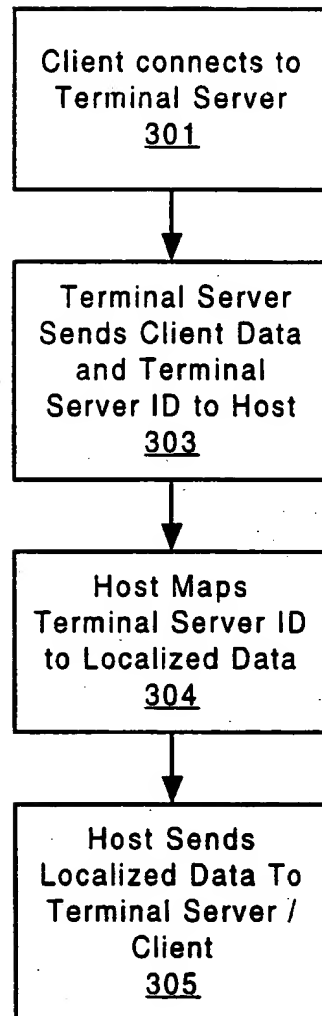 Client connects to
Terminal Server
301
Terminal Server
Sends Client Data
and Terminal
Server ID to Host
303
Host Maps
Terminal Server ID
to Localized Data
304
Host Sends
Localized Data To
Terminal Server /
Client
305